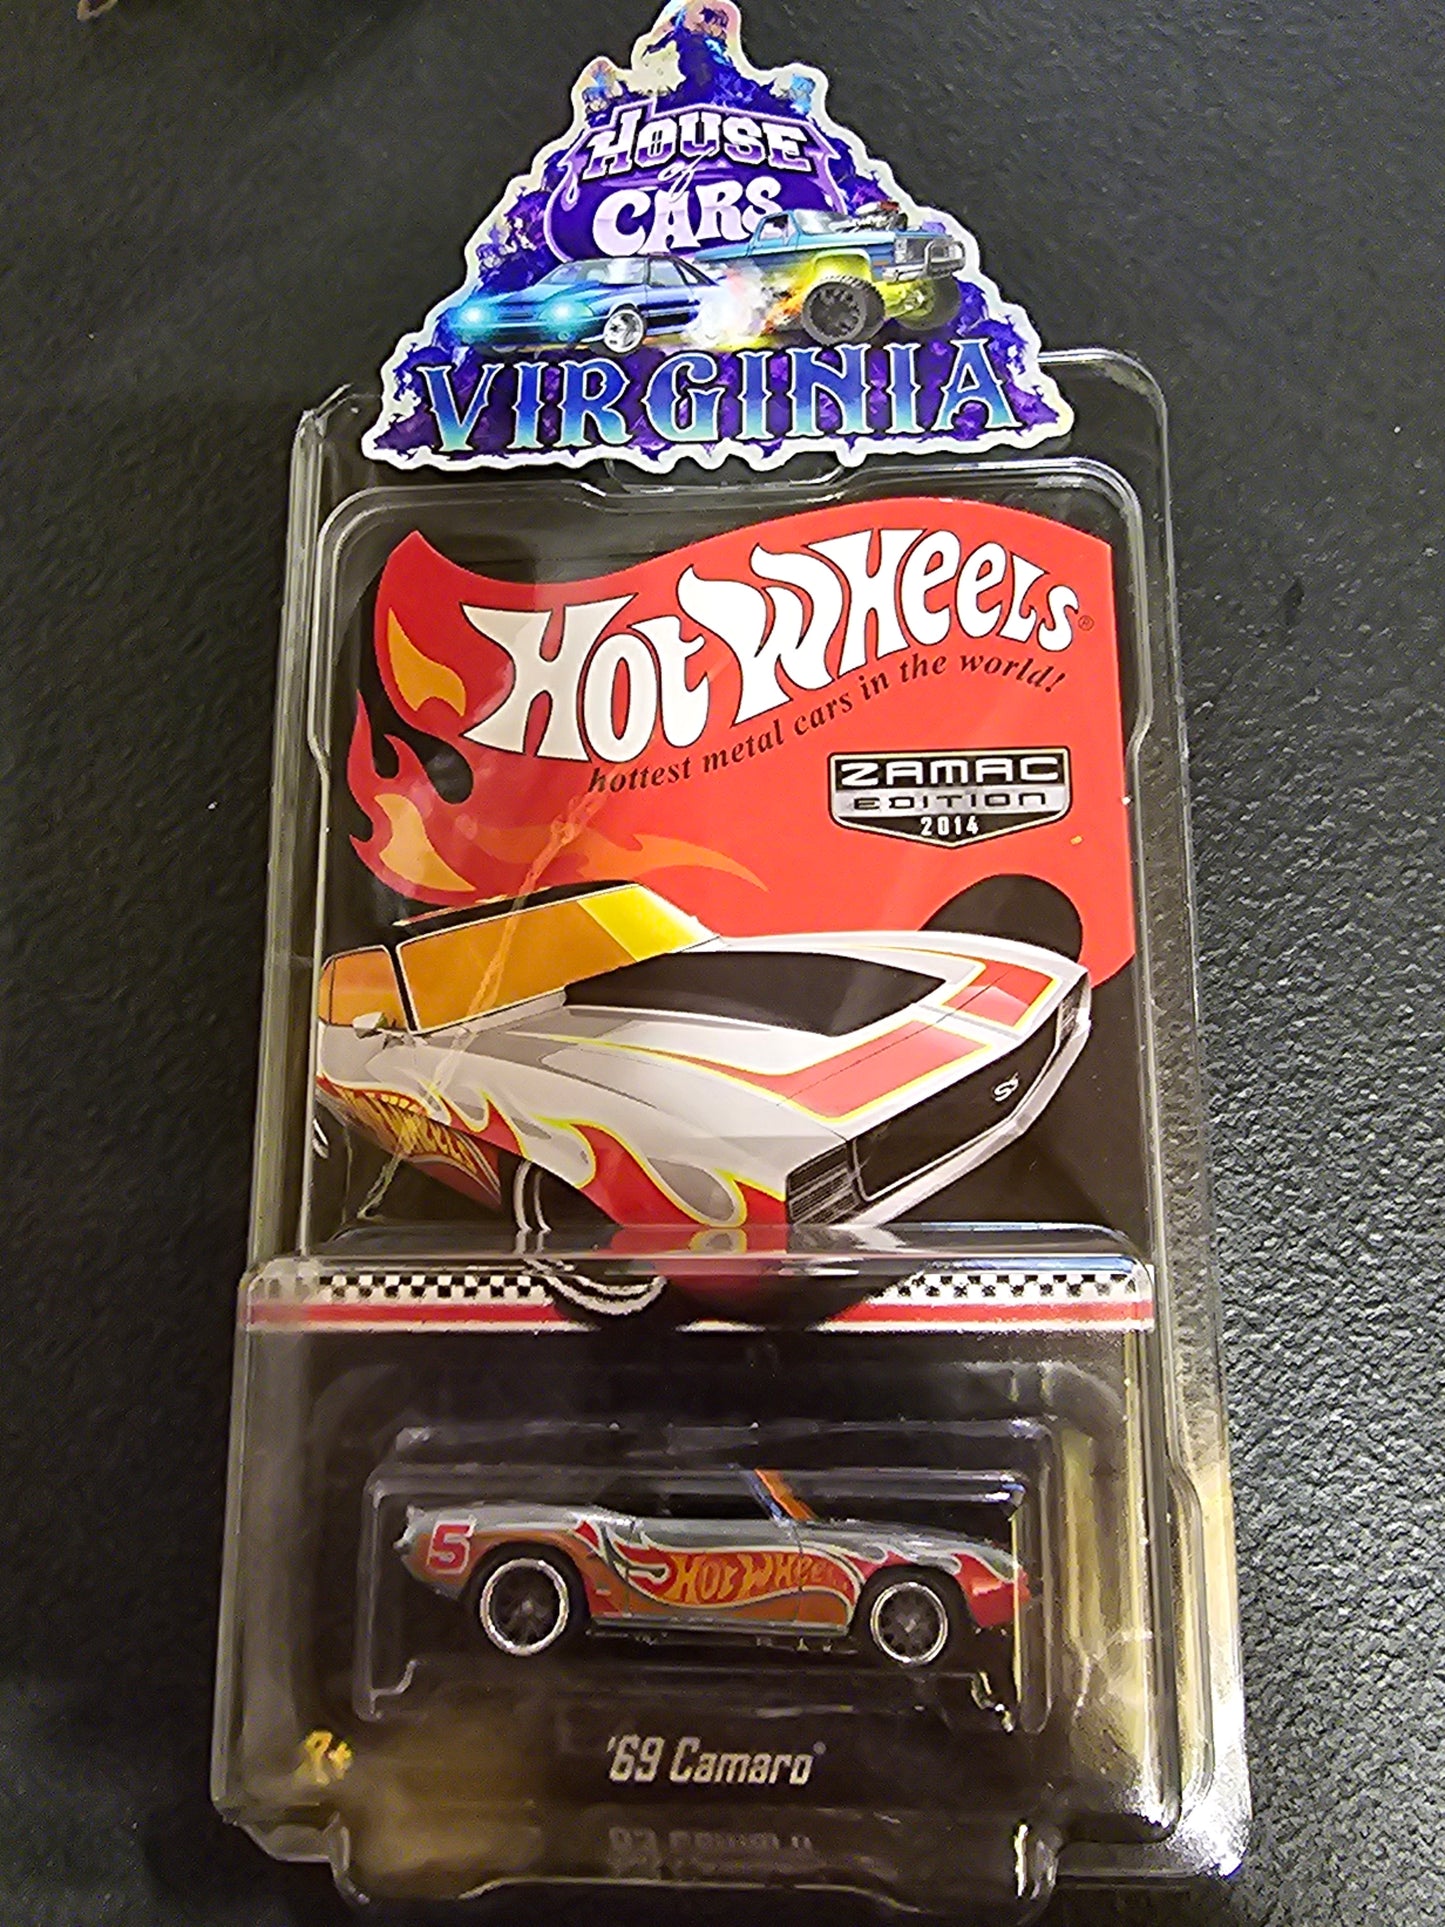 HOUSE
of
CARS
VIRGINIA
HOT WHEELS®
hottest metal cars in the world!
ZAMAC
EDITION
2014
SS
WHEELS
5
HOT WHEELS
'69 Camaro